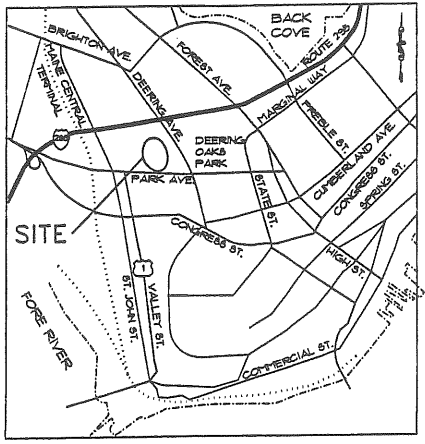 BACK
COVE
BRIGHTON AVE.
FOREST AVE.
ROUTE 295
MAINE CENTRAL
TERMINAL
DEERING AVE.
MARGINAL WAY
PREBLE ST.
295
DEERING
OAKS
PARK
CUMBERLAND AVE.
CONGRESS ST.
SPRING ST.
PARK AVE.
STATE ST.
SITE
CONGRESS ST.
HIGH ST.
1
VALLEY ST.
ST. JOHN ST.
FORE RIVER
COMMERCIAL ST.